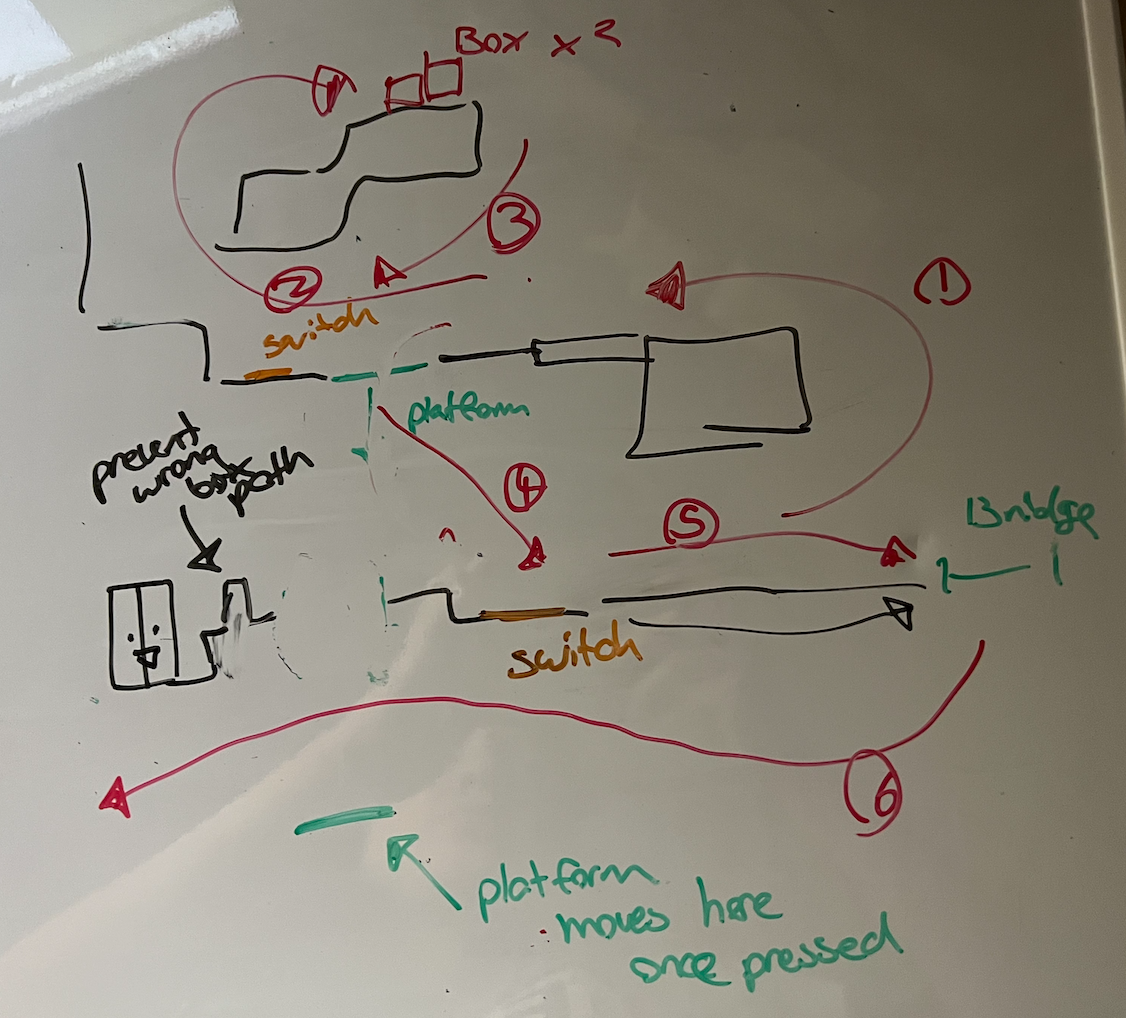 Box x 2
3
2
1
switch
platform
prevent
wrong
box
path
4
5
Bridge
switch
6
platform
moves here
once pressed